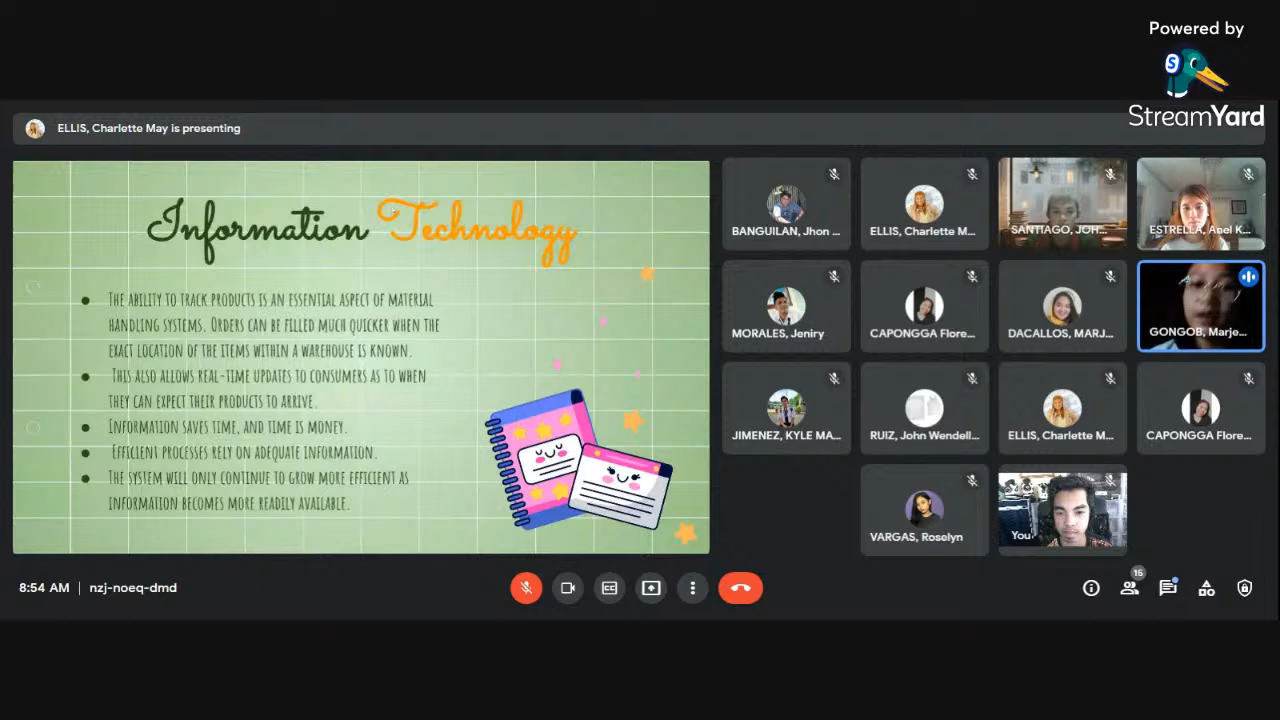 Powered by
StreamYard
ELLIS, Charlette May is presenting
Information Technology
● THE ABILITY TO TRACK PRODUCTS IS AN ESSENTIAL ASPECT OF MATERIAL
HANDLING SYSTEMS. ORDERS CAN BE FILLED MUCH QUICKER WHEN THE
EXACT LOCATION OF THE ITEMS WITHIN A WAREHOUSE IS KNOWN.
● THIS ALSO ALLOWS REAL-TIME UPDATES TO CONSUMERS AS TO WHEN
THEY CAN EXPECT THEIR PRODUCTS TO ARRIVE.
● INFORMATION SAVES TIME, AND TIME IS MONEY.
● EFFICIENT PROCESSES RELY ON ADEQUATE INFORMATION.
● THE SYSTEM WILL ONLY CONTINUE TO GROW MORE EFFICIENT AS
INFORMATION BECOMES MORE READILY AVAILABLE.
BANGUILAN, Jhon ...
ELLIS, Charlette M...
SANTIAGO, JOH...
ESTRELLA, Anel K...
MORALES, Jeniry
CAPONGGA Flore...
DACALLOS, MARJ...
GONGOB, Marje...
JIMENEZ, KYLE MA...
RUIZ, John Wendell...
ELLIS, Charlette M...
CAPONGGA Flore...
VARGAS, Roselyn
You
8:54 AM | nzj-noeq-dmd
15